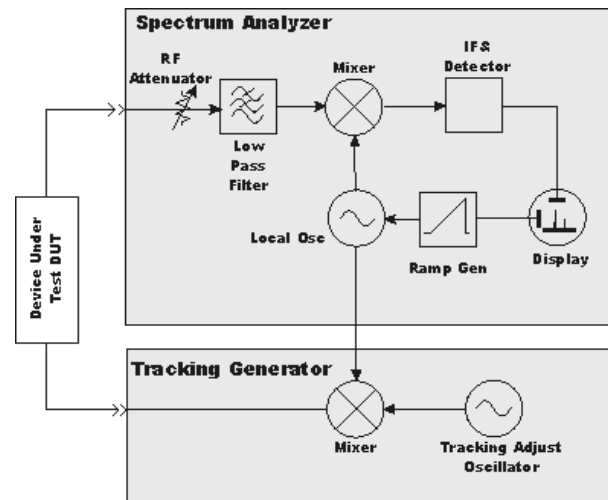 Spectrum Analyzer
RF
Attenuator
Low
Pass
Filter
Mixer
IF&
Detector
Local Osc
Ramp Gen
Display
Device Under
Test DUT
Tracking Generator
Mixer
Tracking Adjust
Oscillator